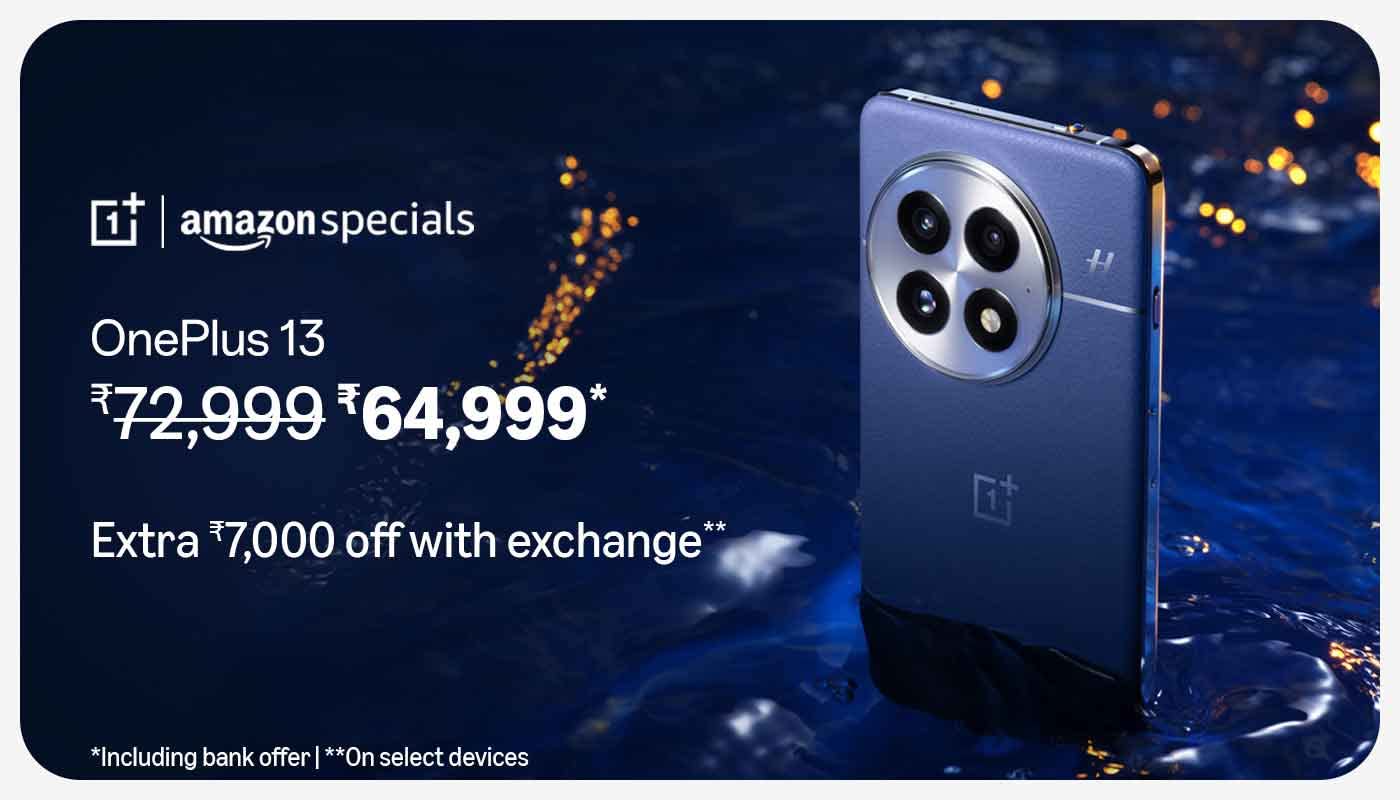 1+ | amazon specials
OnePlus 13
₹72,999 ₹64,999*
Extra ₹7,000 off with exchange**
*Including bank offer | **On select devices
H
1+